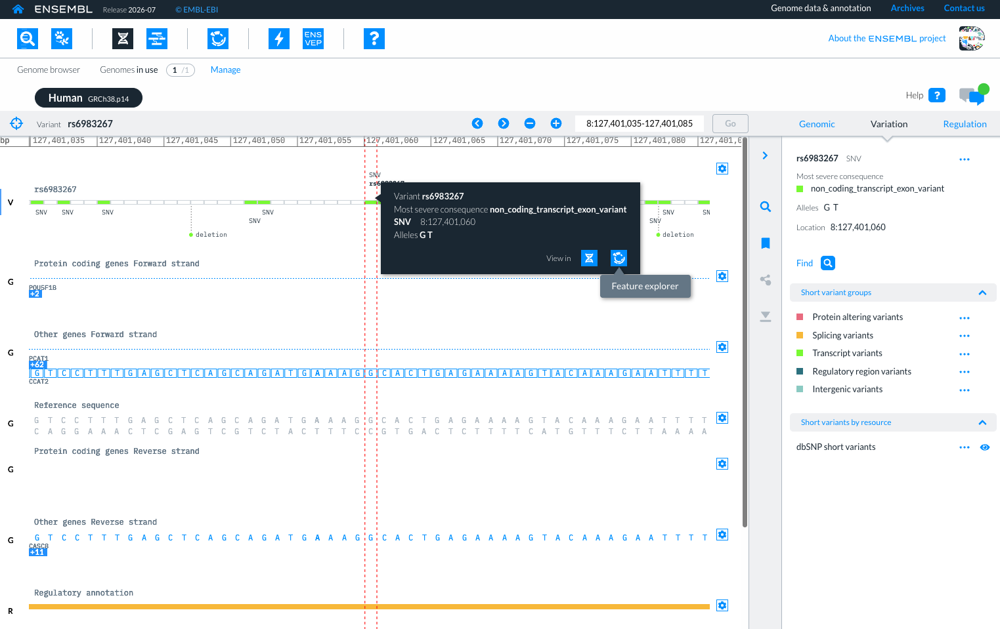 ENSEMBL Release 2026-07 © EMBL-EBI Genome data & annotation Archives Contact us
ENS VEP ?
About the ENSEMBL project
Genome browser Genomes in use 1 /1 Manage
Human GRCh38.p14
Help ?
Variant rs6983267 8:127,401,035-127,401,085 Go Genomic Variation Regulation
bp 127,401,035 127,401,040 127,401,045 127,401,050 127,401,055 127,401,060 127,401,065 127,401,070 127,401,075 127,401,080 127,401,0
rs6983267 SNV
Most severe consequence
non_coding_transcript_exon_variant
Alleles G T
Location 8:127,401,060
Find
Short variant groups
Protein altering variants
Splicing variants
Transcript variants
Regulatory region variants
Intergenic variants
Short variants by resource
dbSNP short variants
SNV
rs6983267
V
rs6983267
SNV SNV SNV SNV SNV SNV SN
SNV
deletion deletion
Variant rs6983267
Most severe consequence non_coding_transcript_exon_variant
SNV 8:127,401,060
Alleles G T
View in
Feature explorer
Protein coding genes Forward strand
G
POU5F1B
+2
Other genes Forward strand
G
PCAT1
+62
G T C C T T T G A G C T C A G C A G A T G A A A G G C A C T G A G A A A A G T A C A A A G A A T T T T
CCAT2
Reference sequence
G
G T C C T T T G A G C T C A G C A G A T G A A A G G C A C T G A G A A A A G T A C A A A G A A T T T T
C A G G A A A C T C G A G T C G T C T A C T T T C C G T G A C T C T T T T C A T G T T T C T T A A A A
Protein coding genes Reverse strand
G
Other genes Reverse strand
G
G T C C T T T G A G C T C A G C A G A T G A A A G G C A C T G A G A A A A G T A C A A A G A A T T T T
CASC8
+11
Regulatory annotation
R